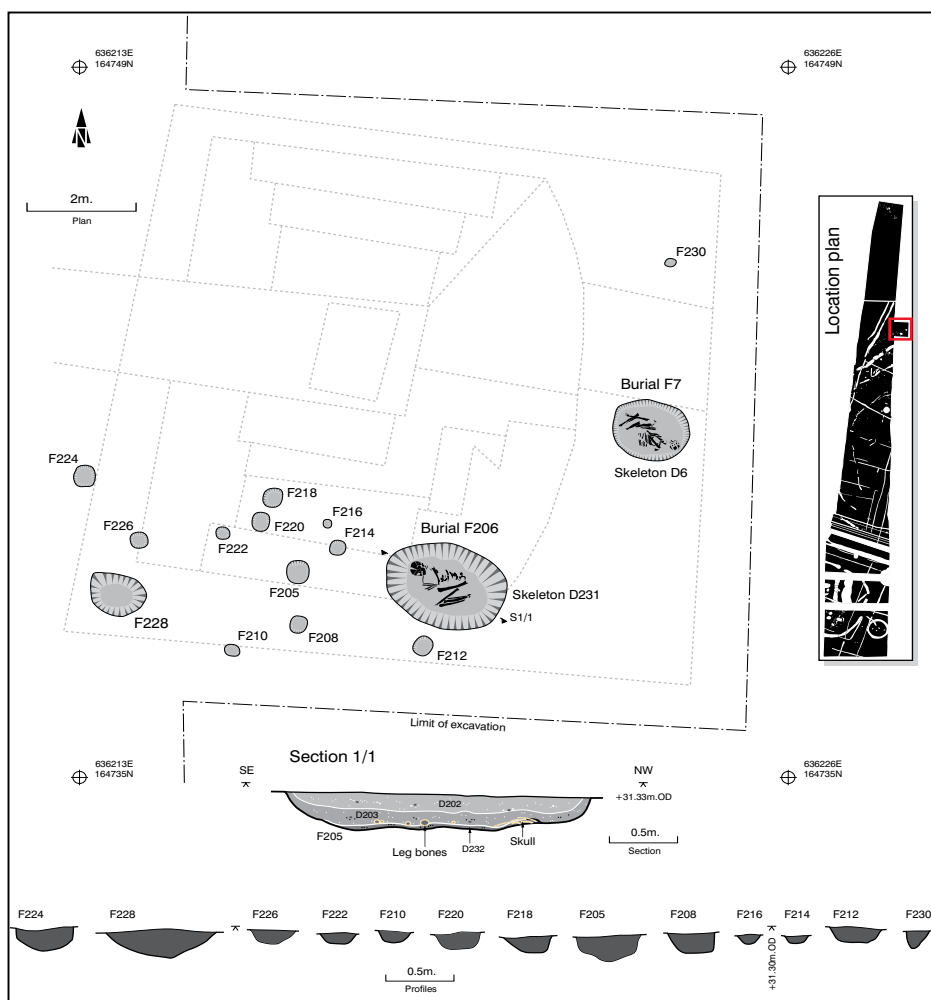 636213E
164749N
636226E
164749N
N
2m.
Plan
F230
Location plan
Burial F7
Skeleton D6
F224
F218
F216
F220
F214
F226
F222
Burial F206
F205
Skeleton D231
S1/1
F228
F208
F210
F212
Limit of excavation
636213E
164735N
636226E
164735N
Section 1/1
SE
NW
+31.33m.OD
D202
D203
F205
Leg bones
D232
Skull
0.5m.
Section
F224
F228
F226
F222
F210
F220
F218
F205
F208
F216
F214
F212
F230
0.5m.
Profiles
+31.30m.OD